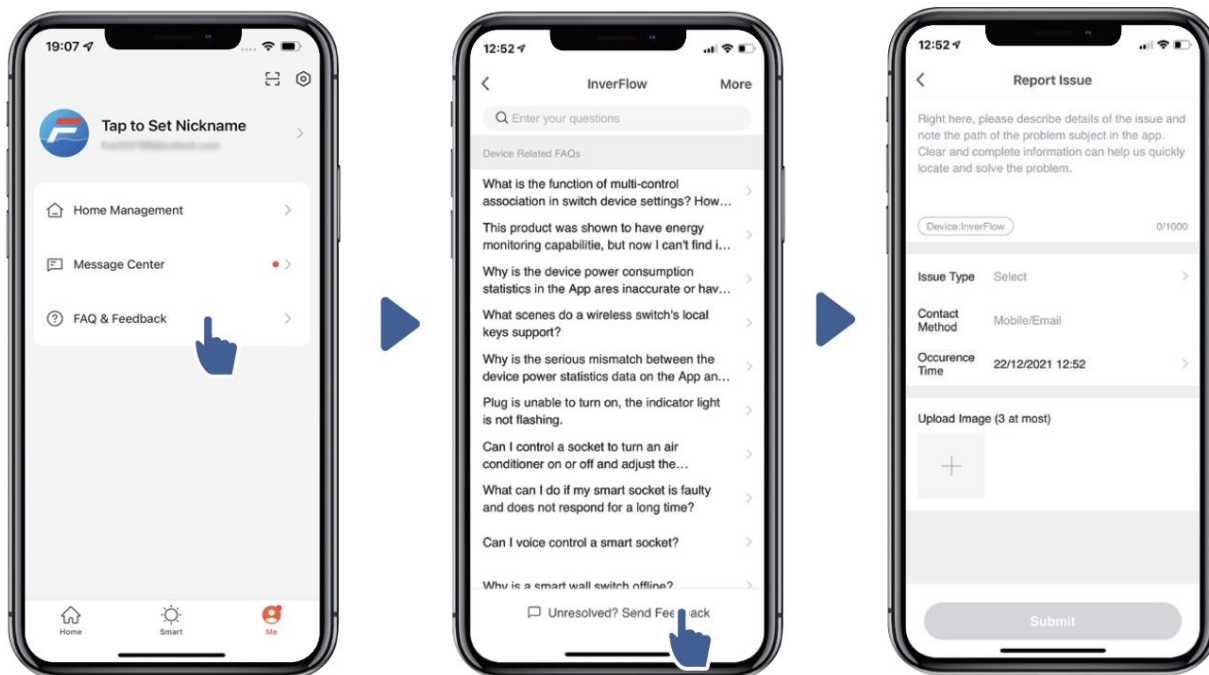 19:07
Tap to Set Nickname
Home Management
Message Center
FAQ & Feedback
Home
Smart
Me
12:52
InverFlow
More
Enter your questions
Device Related FAQs
What is the function of multi-control
association in switch device settings? How...
This product was shown to have energy
monitoring capabilitie, but now I can't find i...
Why is the device power consumption
statistics in the App ares inaccurate or hav...
What scenes do a wireless switch's local
keys support?
Why is the serious mismatch between the
device power statistics data on the App an...
Plug is unable to turn on, the indicator light
is not flashing.
Can I control a socket to turn an air
conditioner on or off and adjust the...
What can I do if my smart socket is faulty
and does not respond for a long time?
Can I voice control a smart socket?
Why is a smart wall switch offline?
Unresolved? Send Feedback
12:52
Report Issue
Right here, please describe details of the issue and
note the path of the problem subject in the app.
Clear and complete information can help us quickly
locate and solve the problem.
Device:InverFlow
0/1000
Issue Type Select
Contact
Method
Mobile/Email
Occurence
Time
22/12/2021 12:52
Upload Image (3 at most)
Submit